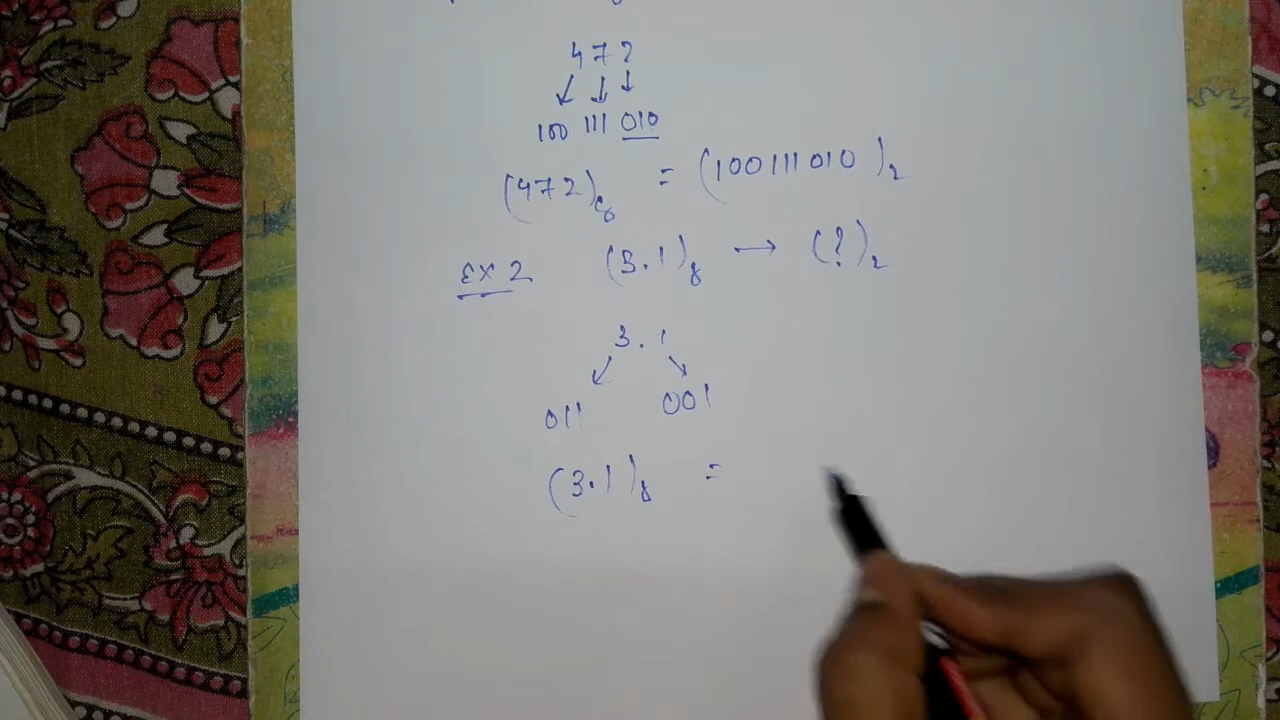 4 7 2
↙ ↓ ↓
100 111 010
(472)8 = (100111010)2
Ex 2 (3.1)8 → (?)2
3.1
↙ ↘
011 001
(3.1)8 =